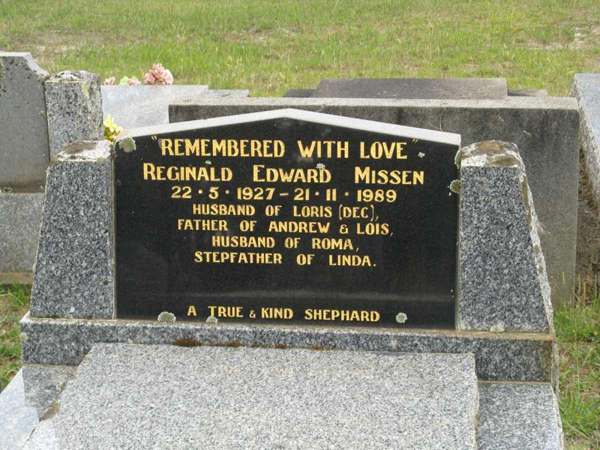 "REMEMBERED WITH LOVE"
REGINALD EDWARD MISSEN
22·5·1927-21·11·1989
HUSBAND OF LORIS (DEC),
FATHER OF ANDREW & LOIS,
HUSBAND OF ROMA,
STEPFATHER OF LINDA.
A TRUE & KIND SHEPHARD